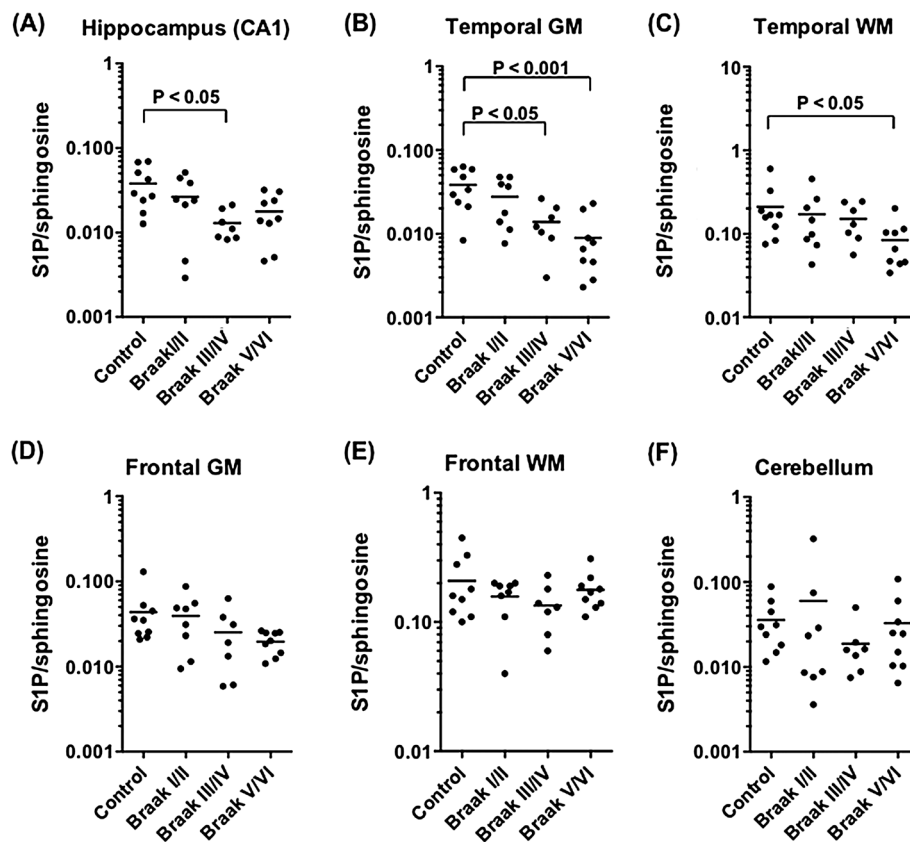 (A) Hippocampus (CA1)
S1P/sphingosine
1
0.100
0.010
0.001
P < 0.05
Control
BraakI/II
Braak III/IV
Braak V/VI
(B) Temporal GM
S1P/sphingosine
1
0.100
0.010
0.001
P < 0.001
P < 0.05
Control
Braak I/II
Braak III/IV
Braak V/VI
(C) Temporal WM
S1P/sphingosine
10
1
0.10
0.01
P < 0.05
Control
BraakI/II
Braak III/IV
Braak V/VI
(D) Frontal GM
S1P/sphingosine
1
0.100
0.010
0.001
Control
Braak I/II
Braak III/IV
Braak V/VI
(E) Frontal WM
S1P/sphingosine
1
0.10
0.01
Control
Braak I/II
Braak III/IV
Braak V/VI
(F) Cerebellum
S1P/sphingosine
1
0.100
0.010
0.001
Control
Braak I/II
Braak III/IV
Braak V/VI